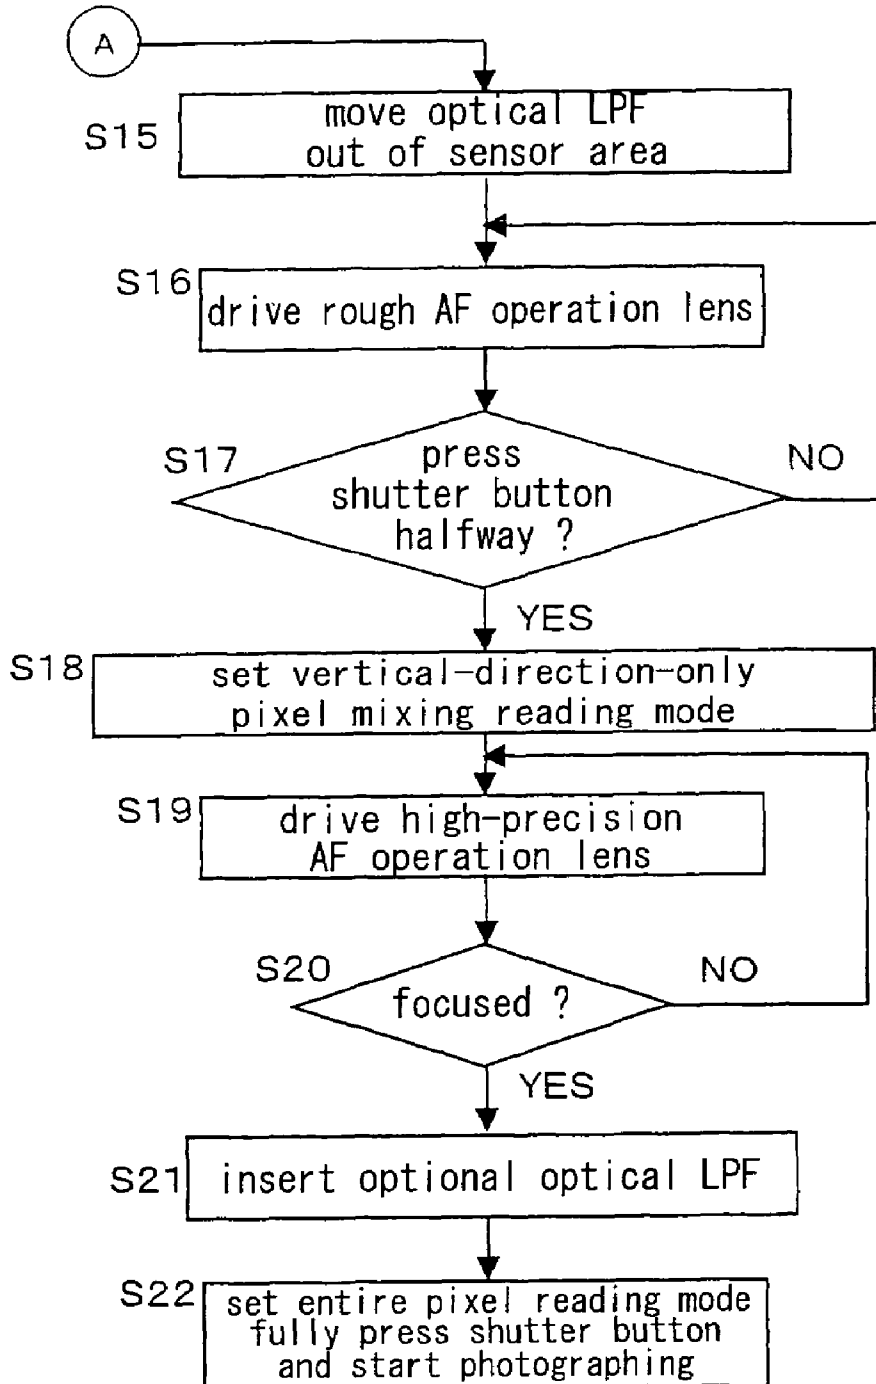 A
S15
move optical LPF
out of sensor area
S16
drive rough AF operation lens
S17
press
shutter button
halfway ?
NO
YES
S18
set vertical-direction-only
pixel mixing reading mode
S19
drive high-precision
AF operation lens
S20
focused ?
NO
YES
S21
insert optional optical LPF
S22
set entire pixel reading mode
fully press shutter button
and start photographing